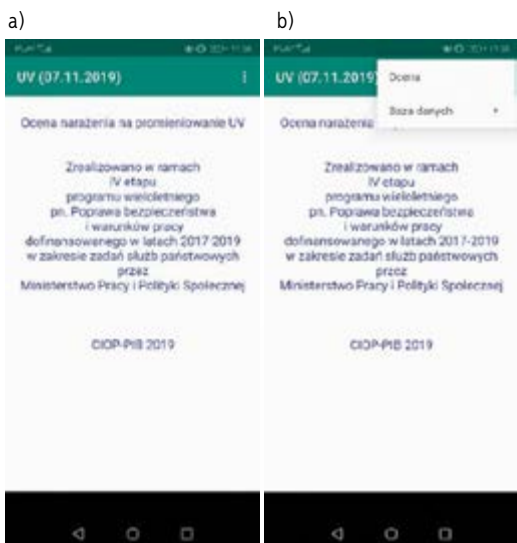 a)
UV (07.11.2019)
Ocena narażenia na promieniowanie UV
Zrealizowano w ramach
IV etapu
programu wieloletniego
pn. Poprawa bezpieczeństwa
i warunków pracy
dofinansowanego w latach 2017-2019
w zakresie zadań służb państwowych
przez
Ministerstwo Pracy i Polityki Społecznej
CIOP-PIB 2019
b)
UV (07.11.2019)
Ocena
Baza danych
Ocena narażenia
Zrealizowano w ramach
IV etapu
programu wieloletniego
pn. Poprawa bezpieczeństwa
i warunków pracy
dofinansowanego w latach 2017-2019
w zakresie zadań służb państwowych
przez
Ministerstwo Pracy i Polityki Społecznej
CIOP-PIB 2019